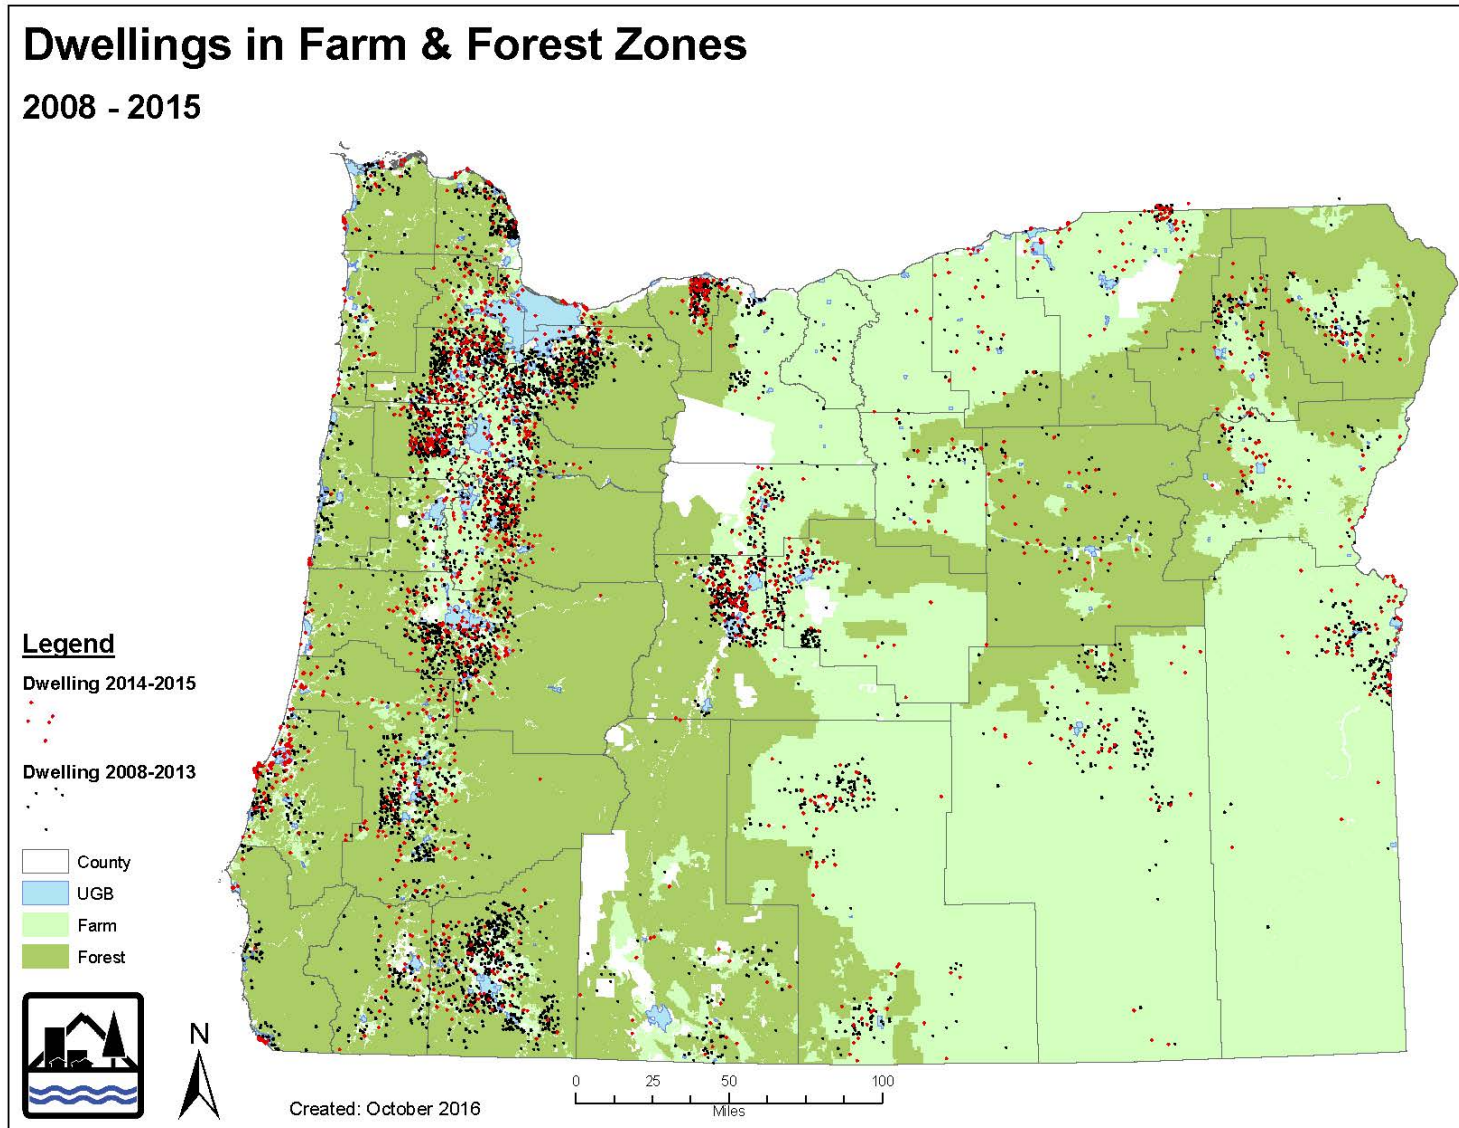 Dwellings in Farm & Forest Zones
2008 - 2015
Legend
Dwelling 2014-2015
Dwelling 2008-2013
County
UGB
Farm
Forest
N
Created: October 2016
0 25 50 100
Miles